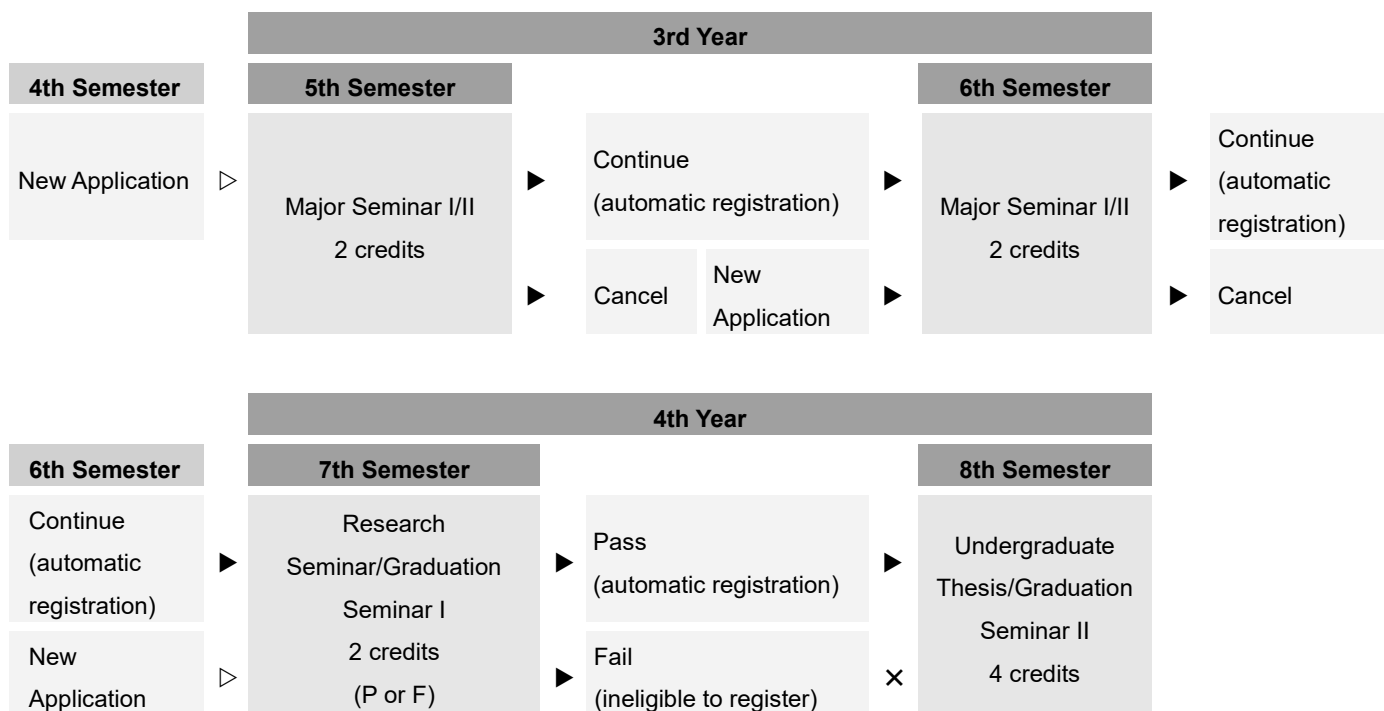 3rd Year
4th Semester
5th Semester
6th Semester
New Application
▷
Major Seminar I/II
2 credits
▶
Continue
(automatic registration)
▶
Major Seminar I/II
2 credits
▶
Continue
(automatic
registration)
▶
Cancel
New
Application
▶
▶
Cancel
4th Year
6th Semester
7th Semester
8th Semester
Continue
(automatic
registration)
▶
New
Application
▷
Research
Seminar/Graduation
Seminar I
2 credits
(P or F)
▶
Pass
(automatic registration)
▶
▶
Fail
(ineligible to register)
×
Undergraduate
Thesis/Graduation
Seminar II
4 credits